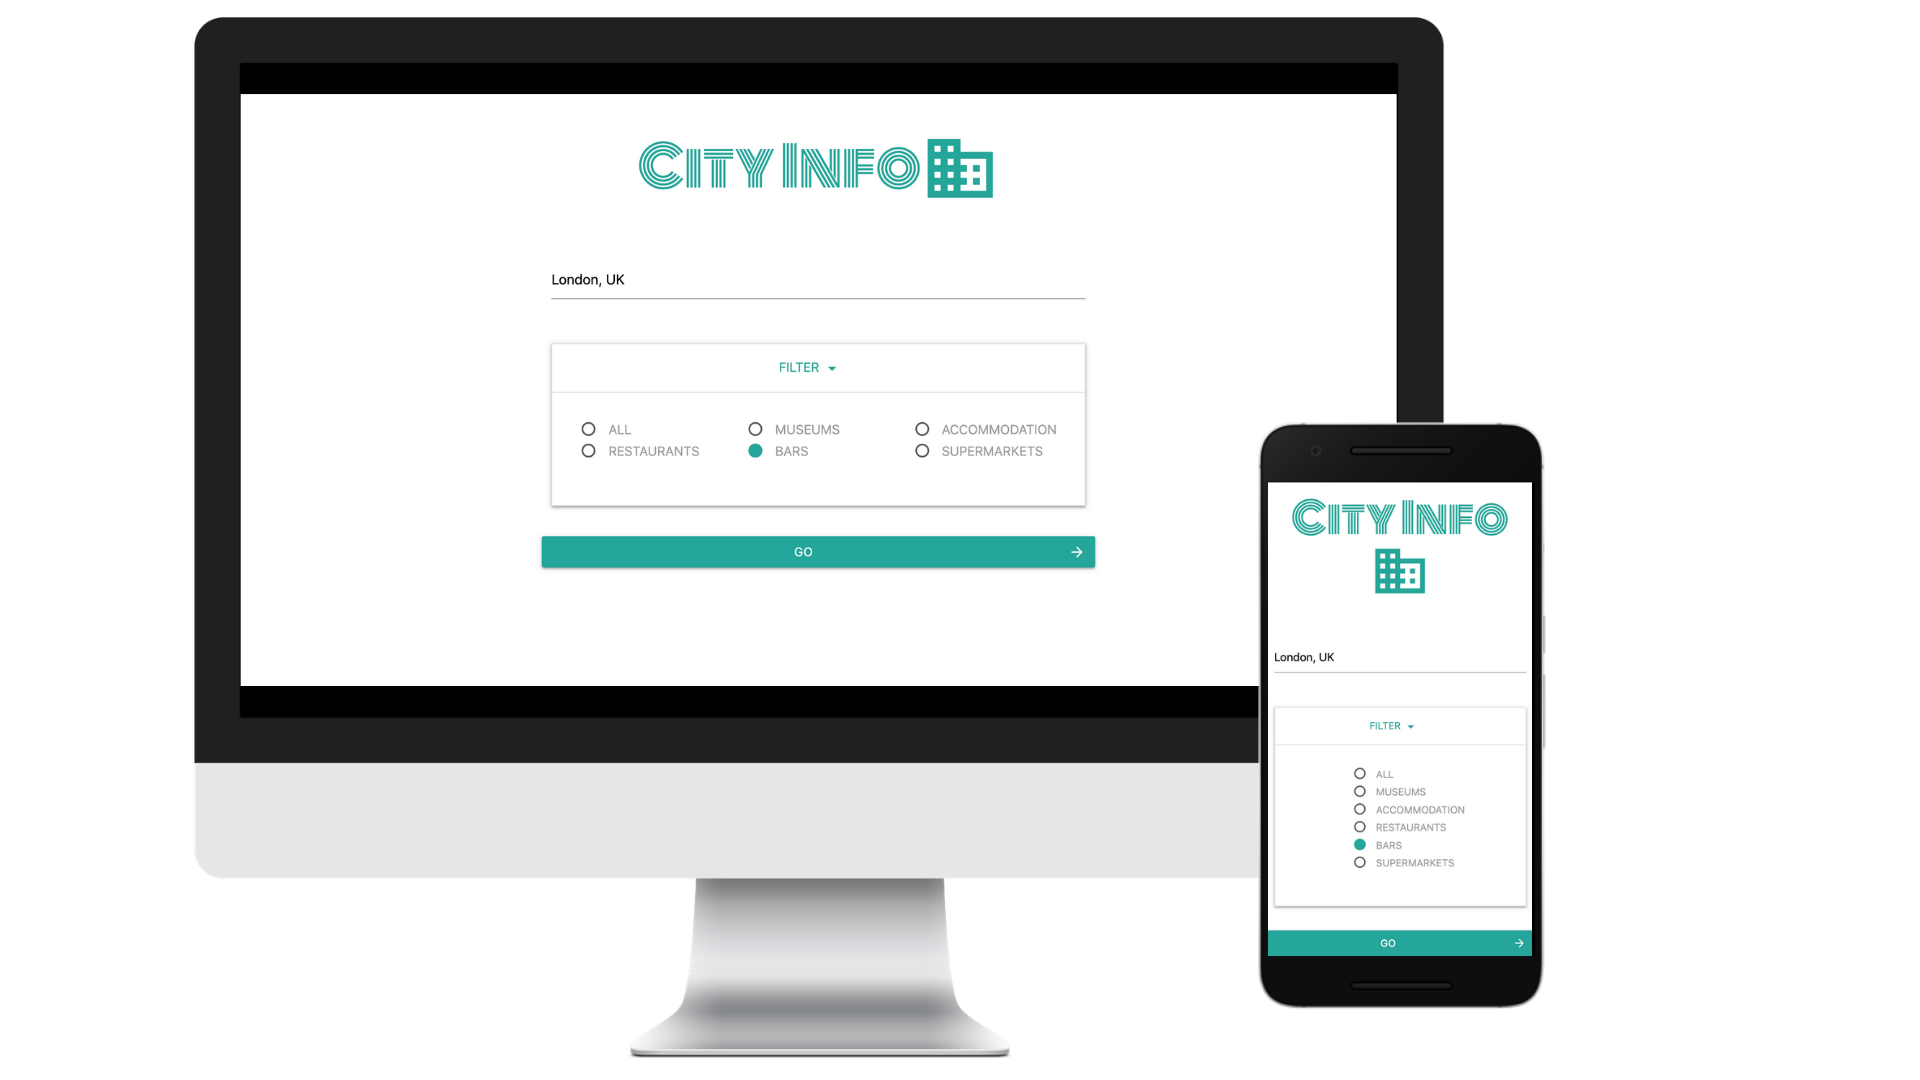 City Info
London, UK
FILTER
ALL MUSEUMS ACCOMMODATION
RESTAURANTS BARS SUPERMARKETS
GO
City Info
London, UK
FILTER
ALL
MUSEUMS
ACCOMMODATION
RESTAURANTS
BARS
SUPERMARKETS
GO